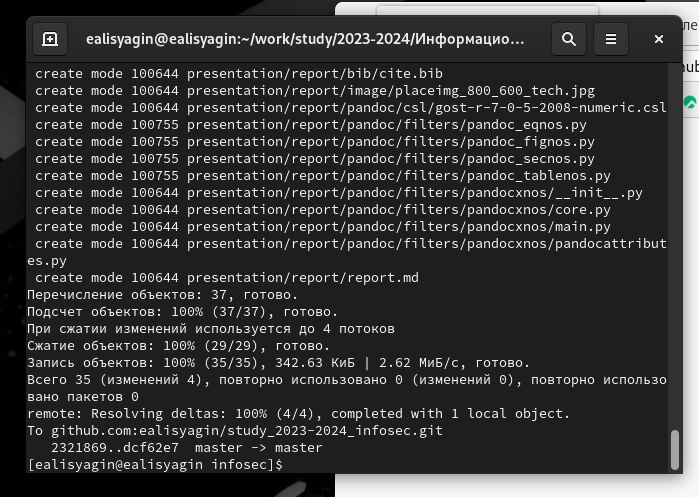 ealisyagin@ealisyagin:~/work/study/2023-2024/Информацио...
create mode 100644 presentation/report/bib/cite.bib
create mode 100644 presentation/report/image/placeimg_800_600_tech.jpg
create mode 100644 presentation/report/pandoc/csl/gost-r-7-0-5-2008-numeric.csl
create mode 100755 presentation/report/pandoc/filters/pandoc_eqnos.py
create mode 100755 presentation/report/pandoc/filters/pandoc_fignos.py
create mode 100755 presentation/report/pandoc/filters/pandoc_secnos.py
create mode 100755 presentation/report/pandoc/filters/pandoc_tablenos.py
create mode 100644 presentation/report/pandoc/filters/pandocxnos/__init__.py
create mode 100644 presentation/report/pandoc/filters/pandocxnos/core.py
create mode 100644 presentation/report/pandoc/filters/pandocxnos/main.py
create mode 100644 presentation/report/pandoc/filters/pandocxnos/pandocattribut
es.py
create mode 100644 presentation/report/report.md
Перечисление объектов: 37, готово.
Подсчет объектов: 100% (37/37), готово.
При сжатии изменений используется до 4 потоков
Сжатие объектов: 100% (29/29), готово.
Запись объектов: 100% (35/35), 342.63 КиБ | 2.62 МиБ/с, готово.
Всего 35 (изменений 4), повторно использовано 0 (изменений 0), повторно использо
вано пакетов 0
remote: Resolving deltas: 100% (4/4), completed with 1 local object.
To github.com:ealisyagin/study_2023-2024_infosec.git
2321869..dcf62e7  master -> master
[ealisyagin@ealisyagin infosec]$